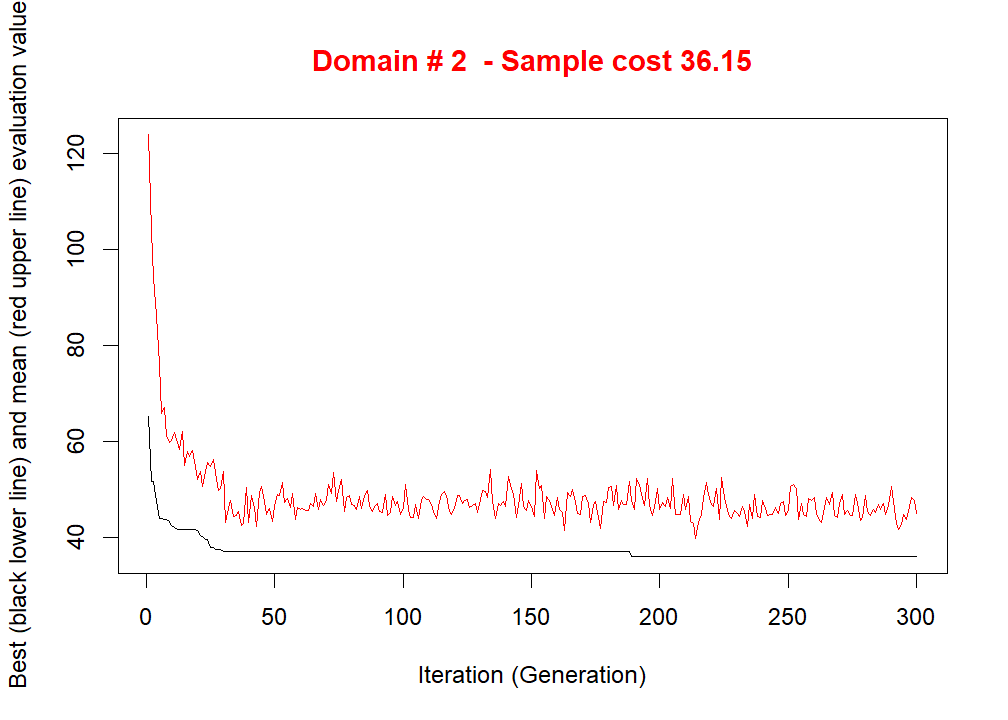 Domain # 2  - Sample cost 36.15
Best (black lower line) and mean (red upper line) evaluation value
120
100
80
60
40
0 50 100 150 200 250 300
Iteration (Generation)